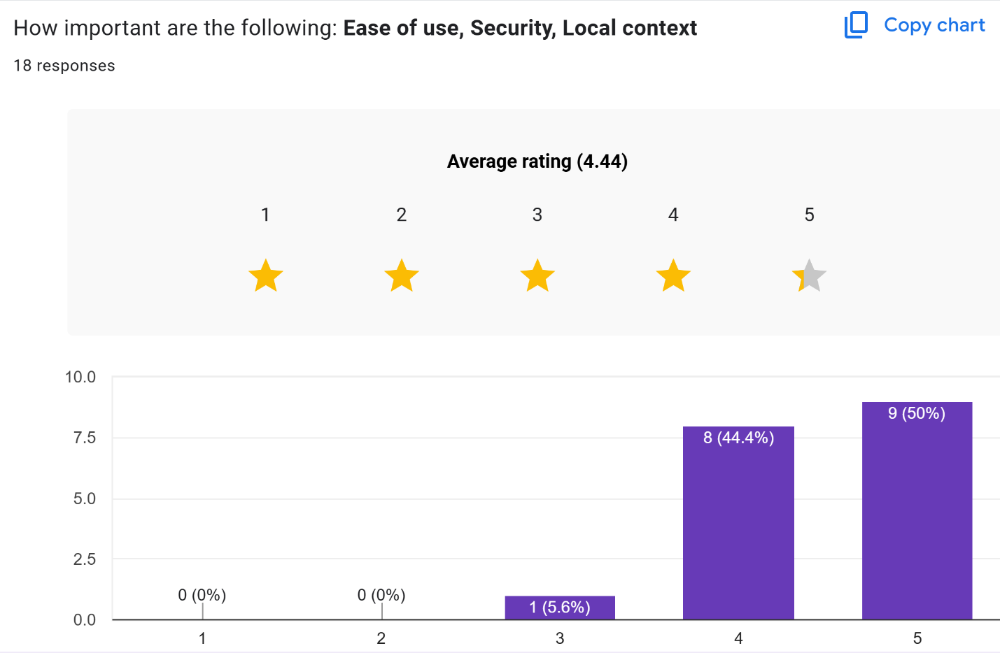 How important are the following: Ease of use, Security, Local context
Copy chart
18 responses
Average rating (4.44)
1 2 3 4 5
10.0
7.5
5.0
2.5
0.0
0 (0%) 0 (0%) 1 (5.6%) 8 (44.4%) 9 (50%)
1 2 3 4 5